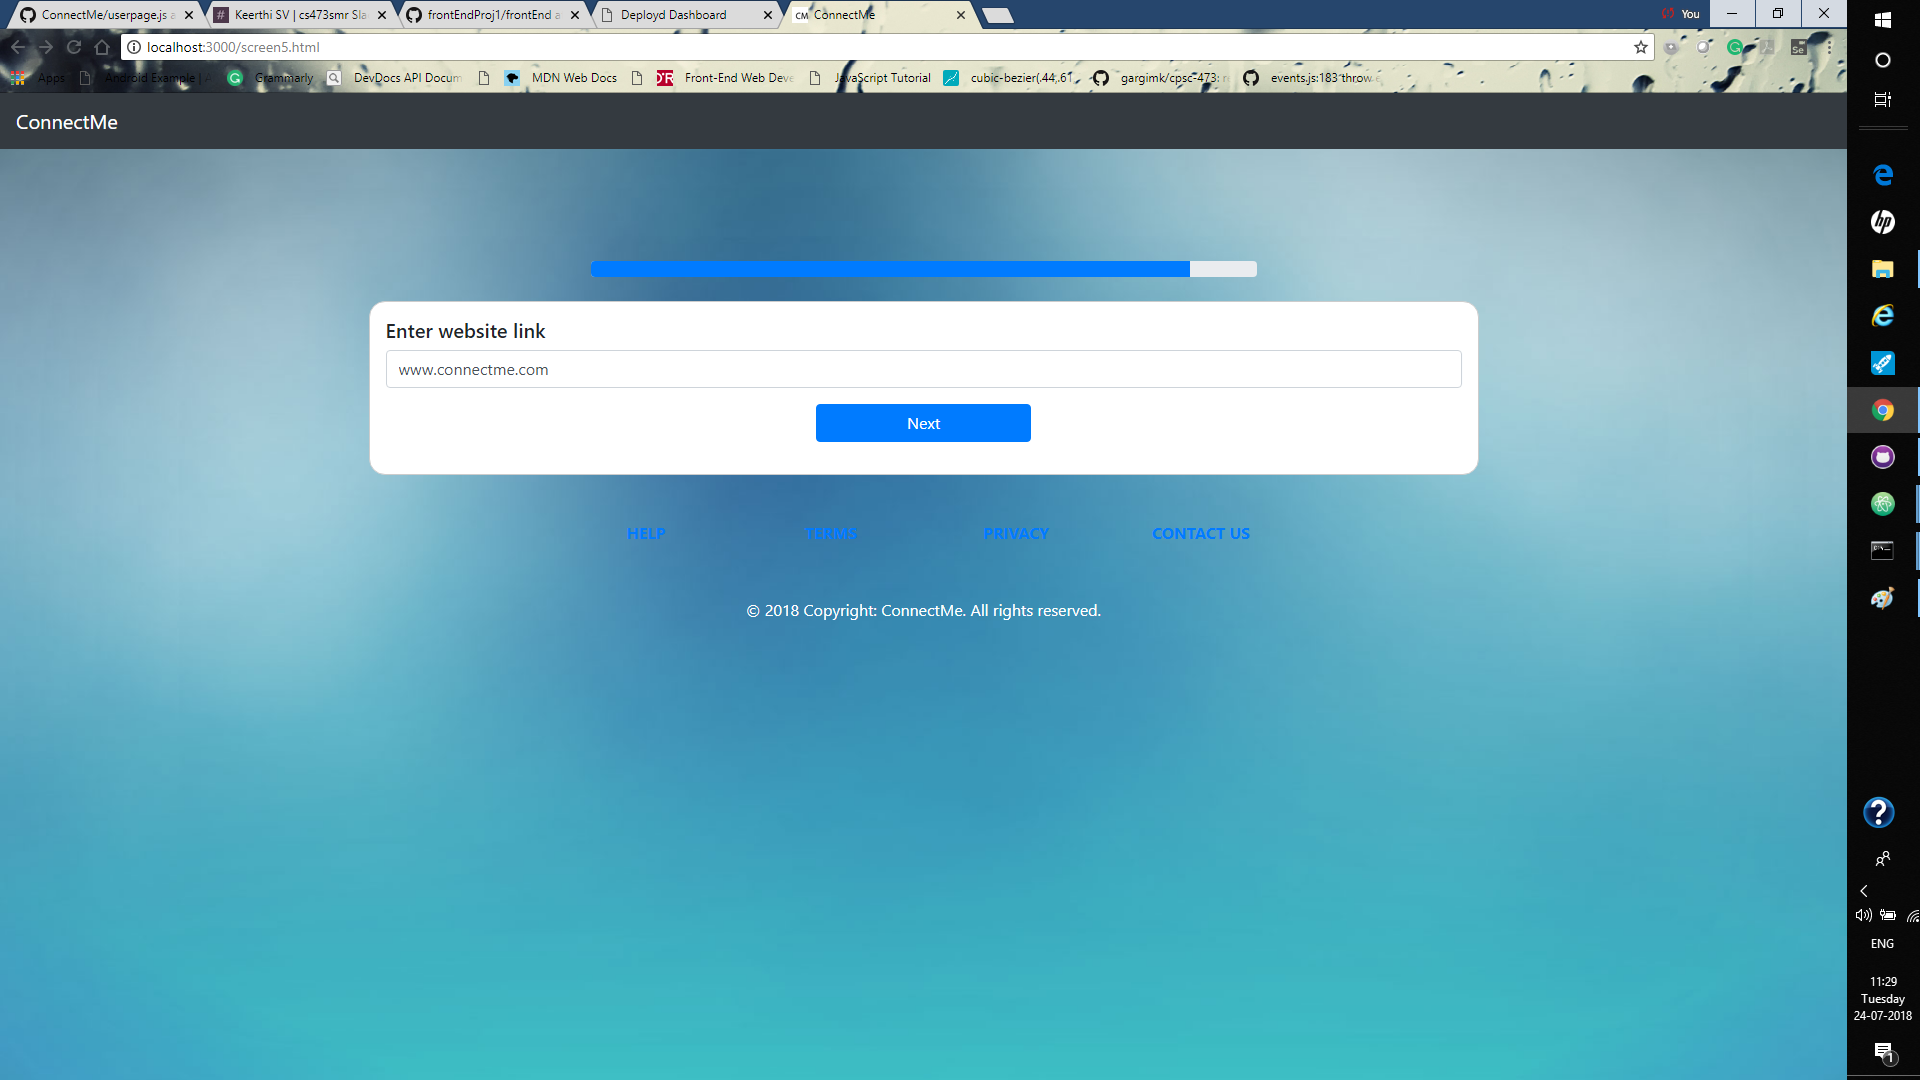 ConnectMe/userpage.js a
Keerthi SV | cs473smr Sla
frontEndProj1/frontEnd a
Deployd Dashboard
CM ConnectMe
You
localhost:3000/screen5.html
Apps
Android Example | A
Grammarly
DevDocs API Docum
MDN Web Docs
Front-End Web Deve
JavaScript Tutorial
cubic-bezier(.44,.61
gargimk/cpsc-473: r
events.js:183 throw e
ConnectMe
Enter website link
www.connectme.com
Next
HELP
TERMS
PRIVACY
CONTACT US
© 2018 Copyright: ConnectMe. All rights reserved.
ENG
11:29
Tuesday
24-07-2018
1